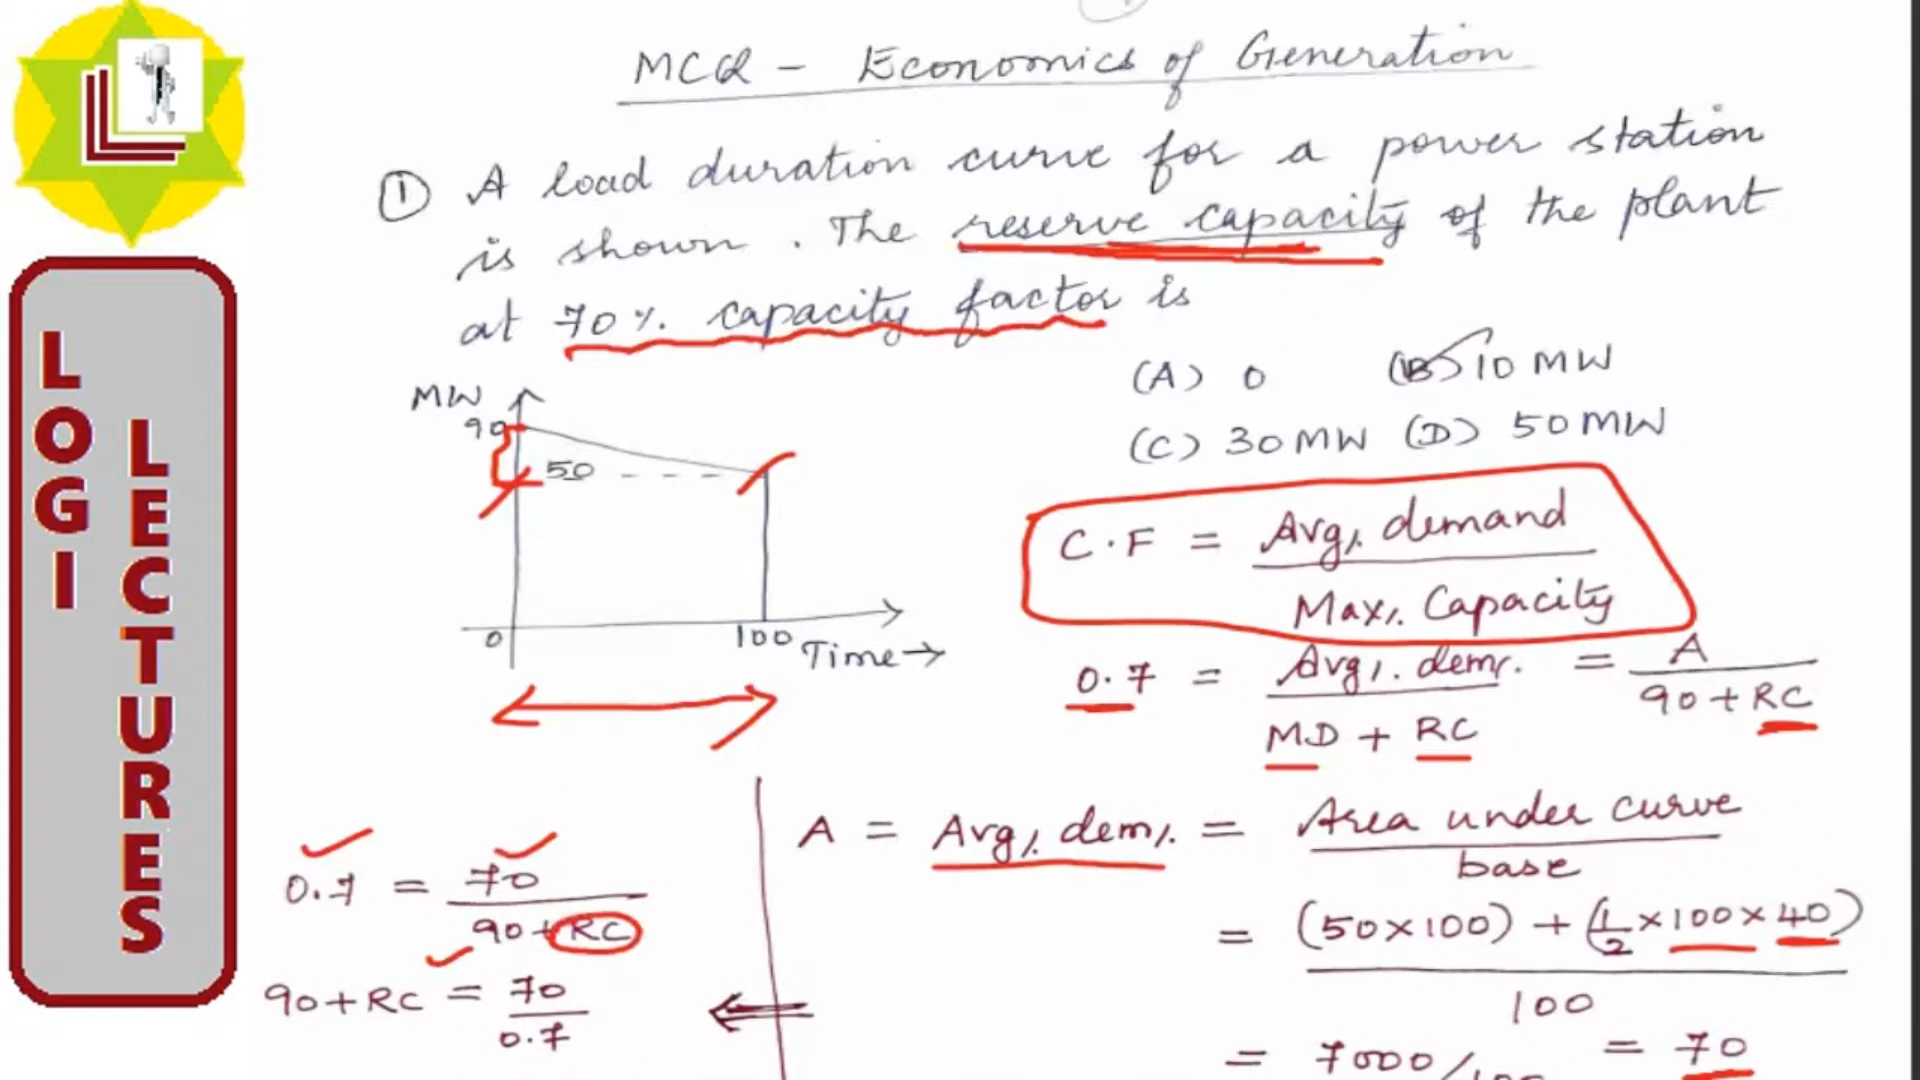 LOGI
LECTURES
MCQ - Economics of Generation
① A load duration curve for a power station
is shown. The reserve capacity of the plant
at 70%. capacity factor is
(A) 0 (B) 10 MW
(C) 30 MW (D) 50 MW
MW
90
50
0
100
Time →
C.F = Avg. demand / Max. Capacity
0.7 = Avg. dem. / MD + RC = A / 90 + RC
A = Avg. dem. = Area under curve / base
= (50×100) + (1/2 × 100 × 40) / 100
= 7000/100 = 70
0.7 = 70 / 90 + RC
90 + RC = 70 / 0.7